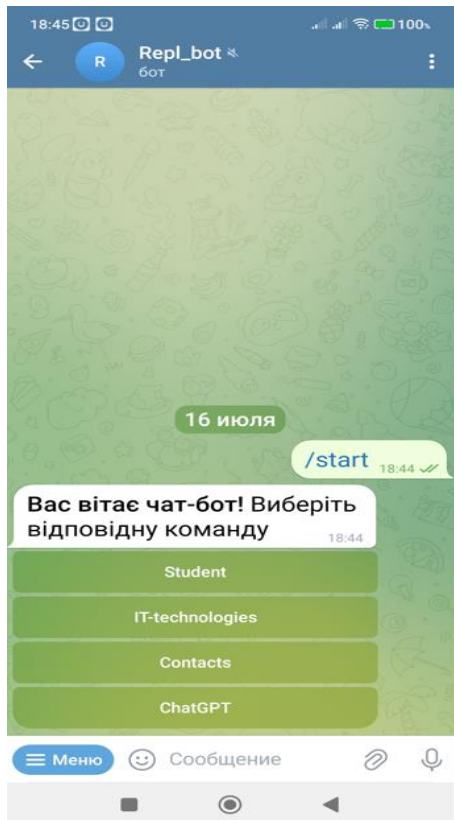 18:45 100%
R Repl_bot
бот
16 июля
/start 18:44
Вас вітає чат-бот! Виберіть
відповідну команду 18:44
Student
IT-technologies
Contacts
ChatGPT
Меню Сообщение